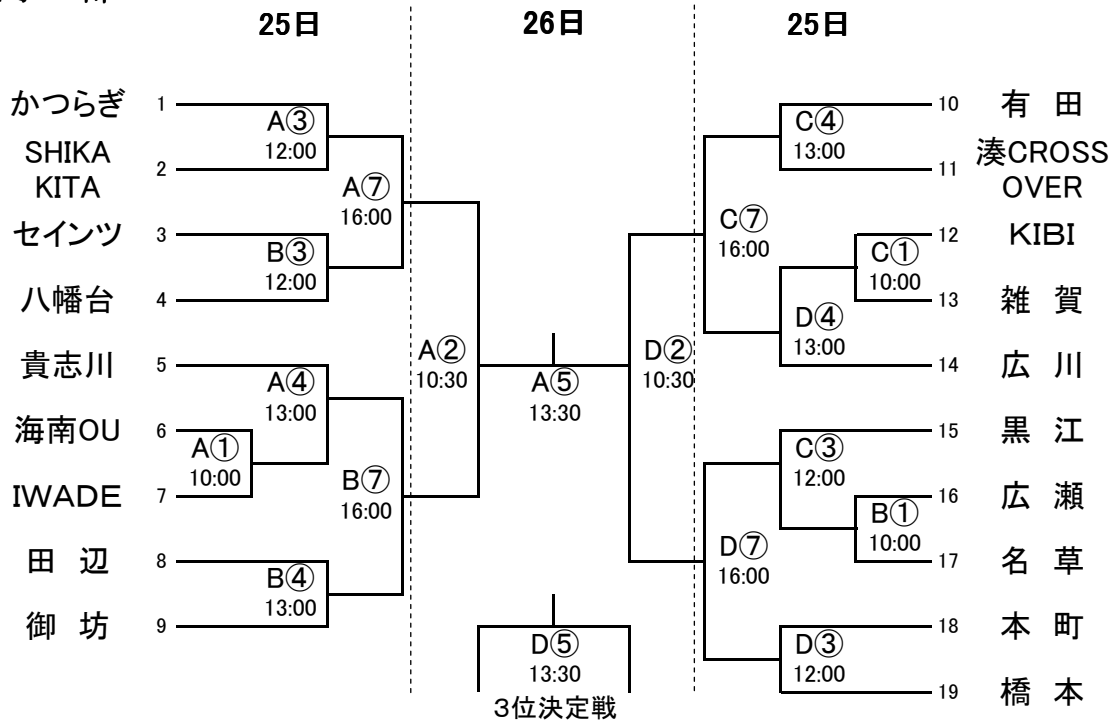 25日 26日 25日
かつらぎ 1
SHIKA
KITA 2
セインツ 3
八幡台 4
貴志川 5
海南OU 6
IWADE 7
田 辺 8
御 坊 9
A③
12:00
B③
12:00
A④
13:00
A①
10:00
B④
13:00
A⑦
16:00
B⑦
16:00
A②
10:30
A⑤
13:30
D②
10:30
D⑤
13:30
3位決定戦
C⑦
16:00
D⑦
16:00
C④
13:00
C①
10:00
D④
13:00
C③
12:00
B①
10:00
D③
12:00
10 有 田
11 湊CROSS
OVER
12 KIBI
13 雑 賀
14 広 川
15 黒 江
16 広 瀬
17 名 草
18 本 町
19 橋 本